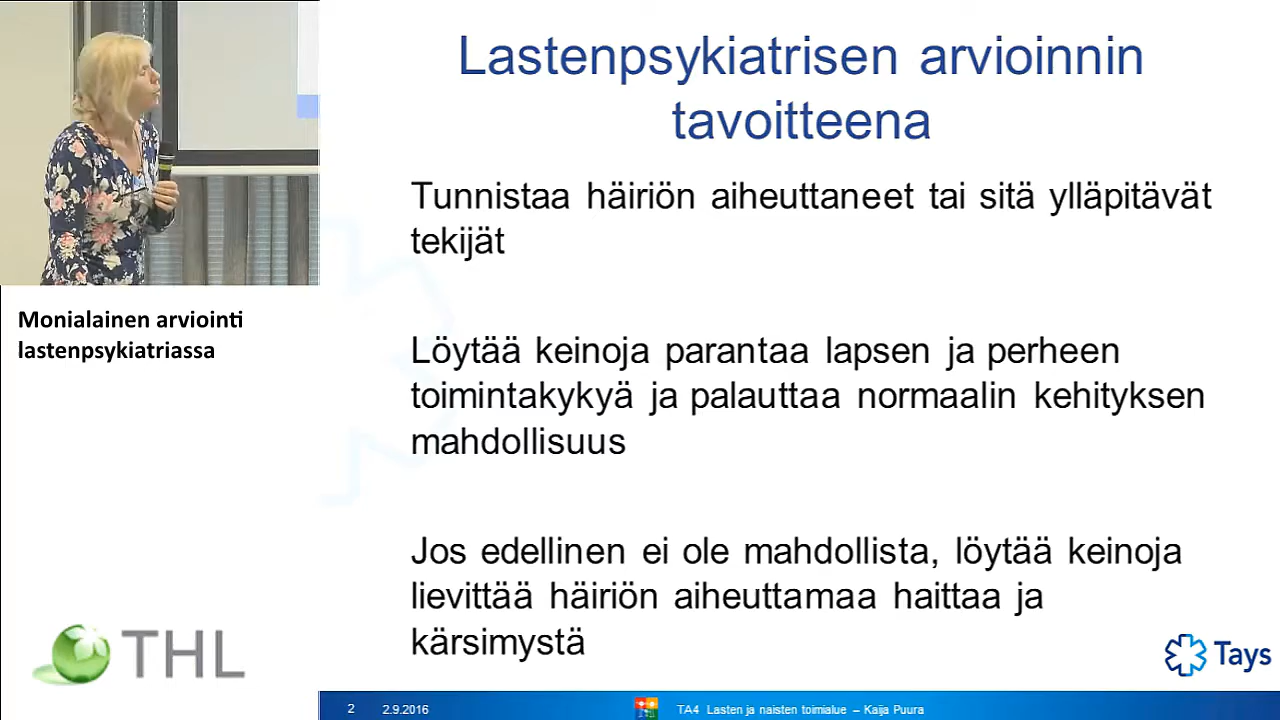 Lastenpsykiatrisen arvioinnin
tavoitteena
Tunnistaa häiriön aiheuttaneet tai sitä ylläpitävät
tekijät
Löytää keinoja parantaa lapsen ja perheen
toimintakykyä ja palauttaa normaalin kehityksen
mahdollisuus
Jos edellinen ei ole mahdollista, löytää keinoja
lievittää häiriön aiheuttamaa haittaa ja
kärsimystä
Monialainen arviointi
lastenpsykiatriassa
THL
Tays
2 2.9.2016 TA4 Lasten ja naisten toimialue – Kaija Puura